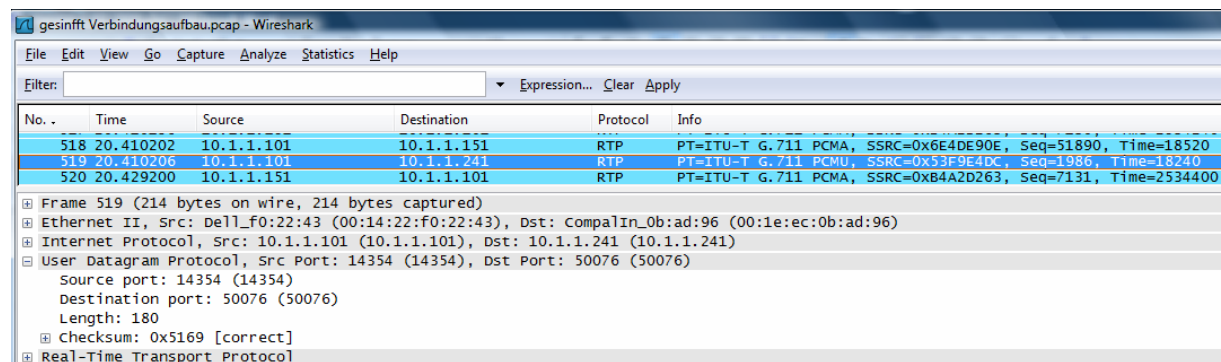 gesinfft Verbindungsaufbau.pcap - Wireshark
File Edit View Go Capture Analyze Statistics Help
Filter: Expression... Clear Apply
No. . Time Source Destination Protocol Info
518 20.410202 10.1.1.101 10.1.1.151 RTP PT=ITU-T G.711 PCMA, SSRC=0x6E4DE90E, Seq=51890, Time=18520
519 20.410206 10.1.1.101 10.1.1.241 RTP PT=ITU-T G.711 PCMU, SSRC=0x53F9E4DC, Seq=1986, Time=18240
520 20.429200 10.1.1.151 10.1.1.101 RTP PT=ITU-T G.711 PCMA, SSRC=0xB4A2D263, Seq=7131, Time=2534400
Frame 519 (214 bytes on wire, 214 bytes captured)
Ethernet II, Src: Dell_f0:22:43 (00:14:22:f0:22:43), Dst: CompalIn_0b:ad:96 (00:1e:ec:0b:ad:96)
Internet Protocol, Src: 10.1.1.101 (10.1.1.101), Dst: 10.1.1.241 (10.1.1.241)
User Datagram Protocol, Src Port: 14354 (14354), Dst Port: 50076 (50076)
Source port: 14354 (14354)
Destination port: 50076 (50076)
Length: 180
Checksum: 0x5169 [correct]
Real-Time Transport Protocol